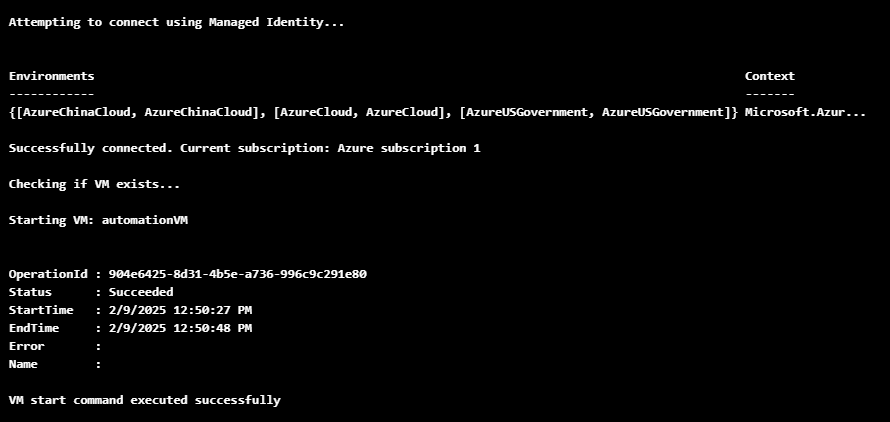 Attempting to connect using Managed Identity...
Environments Context
------------ -------
{[AzureChinaCloud, AzureChinaCloud], [AzureCloud, AzureCloud], [AzureUSGovernment, AzureUSGovernment]} Microsoft.Azur...
Successfully connected. Current subscription: Azure subscription 1
Checking if VM exists...
Starting VM: automationVM
OperationId : 904e6425-8d31-4b5e-a736-996c9c291e80
Status : Succeeded
StartTime : 2/9/2025 12:50:27 PM
EndTime : 2/9/2025 12:50:48 PM
Error :
Name :
VM start command executed successfully